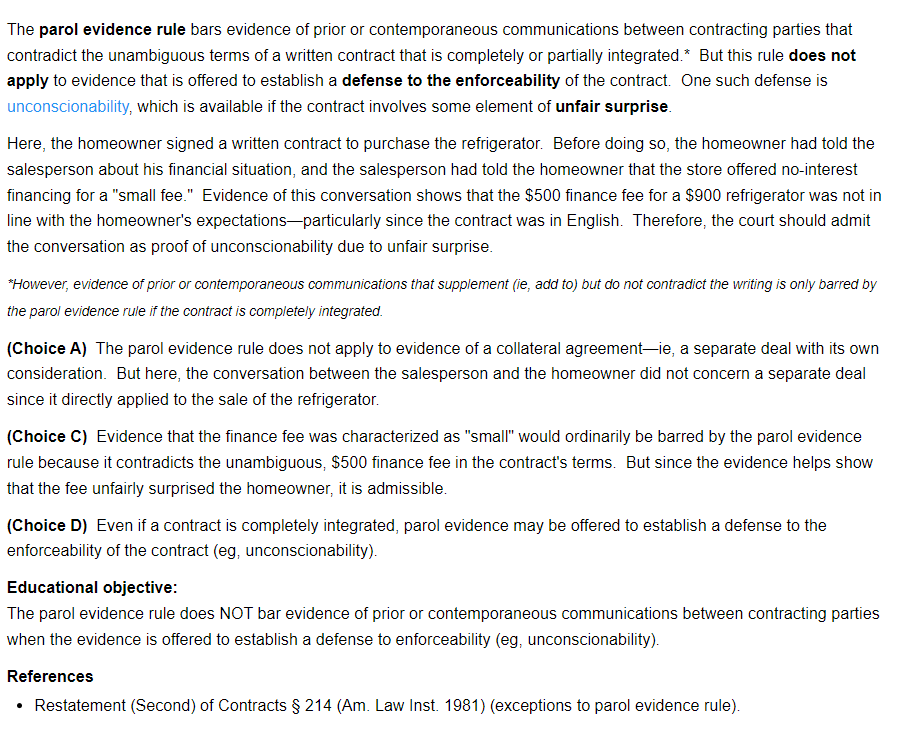 The parol evidence rule bars evidence of prior or contemporaneous communications between contracting parties that
contradict the unambiguous terms of a written contract that is completely or partially integrated.* But this rule does not
apply to evidence that is offered to establish a defense to the enforceability of the contract. One such defense is
unconscionability, which is available if the contract involves some element of unfair surprise.
Here, the homeowner signed a written contract to purchase the refrigerator. Before doing so, the homeowner had told the
salesperson about his financial situation, and the salesperson had told the homeowner that the store offered no-interest
financing for a "small fee." Evidence of this conversation shows that the $500 finance fee for a $900 refrigerator was not in
line with the homeowner's expectations—particularly since the contract was in English. Therefore, the court should admit
the conversation as proof of unconscionability due to unfair surprise.
*However, evidence of prior or contemporaneous communications that supplement (ie, add to) but do not contradict the writing is only barred by
the parol evidence rule if the contract is completely integrated.
(Choice A) The parol evidence rule does not apply to evidence of a collateral agreement—ie, a separate deal with its own
consideration. But here, the conversation between the salesperson and the homeowner did not concern a separate deal
since it directly applied to the sale of the refrigerator.
(Choice C) Evidence that the finance fee was characterized as "small" would ordinarily be barred by the parol evidence
rule because it contradicts the unambiguous, $500 finance fee in the contract's terms. But since the evidence helps show
that the fee unfairly surprised the homeowner, it is admissible.
(Choice D) Even if a contract is completely integrated, parol evidence may be offered to establish a defense to the
enforceability of the contract (eg, unconscionability).
Educational objective:
The parol evidence rule does NOT bar evidence of prior or contemporaneous communications between contracting parties
when the evidence is offered to establish a defense to enforceability (eg, unconscionability).
References
• Restatement (Second) of Contracts § 214 (Am. Law Inst. 1981) (exceptions to parol evidence rule).